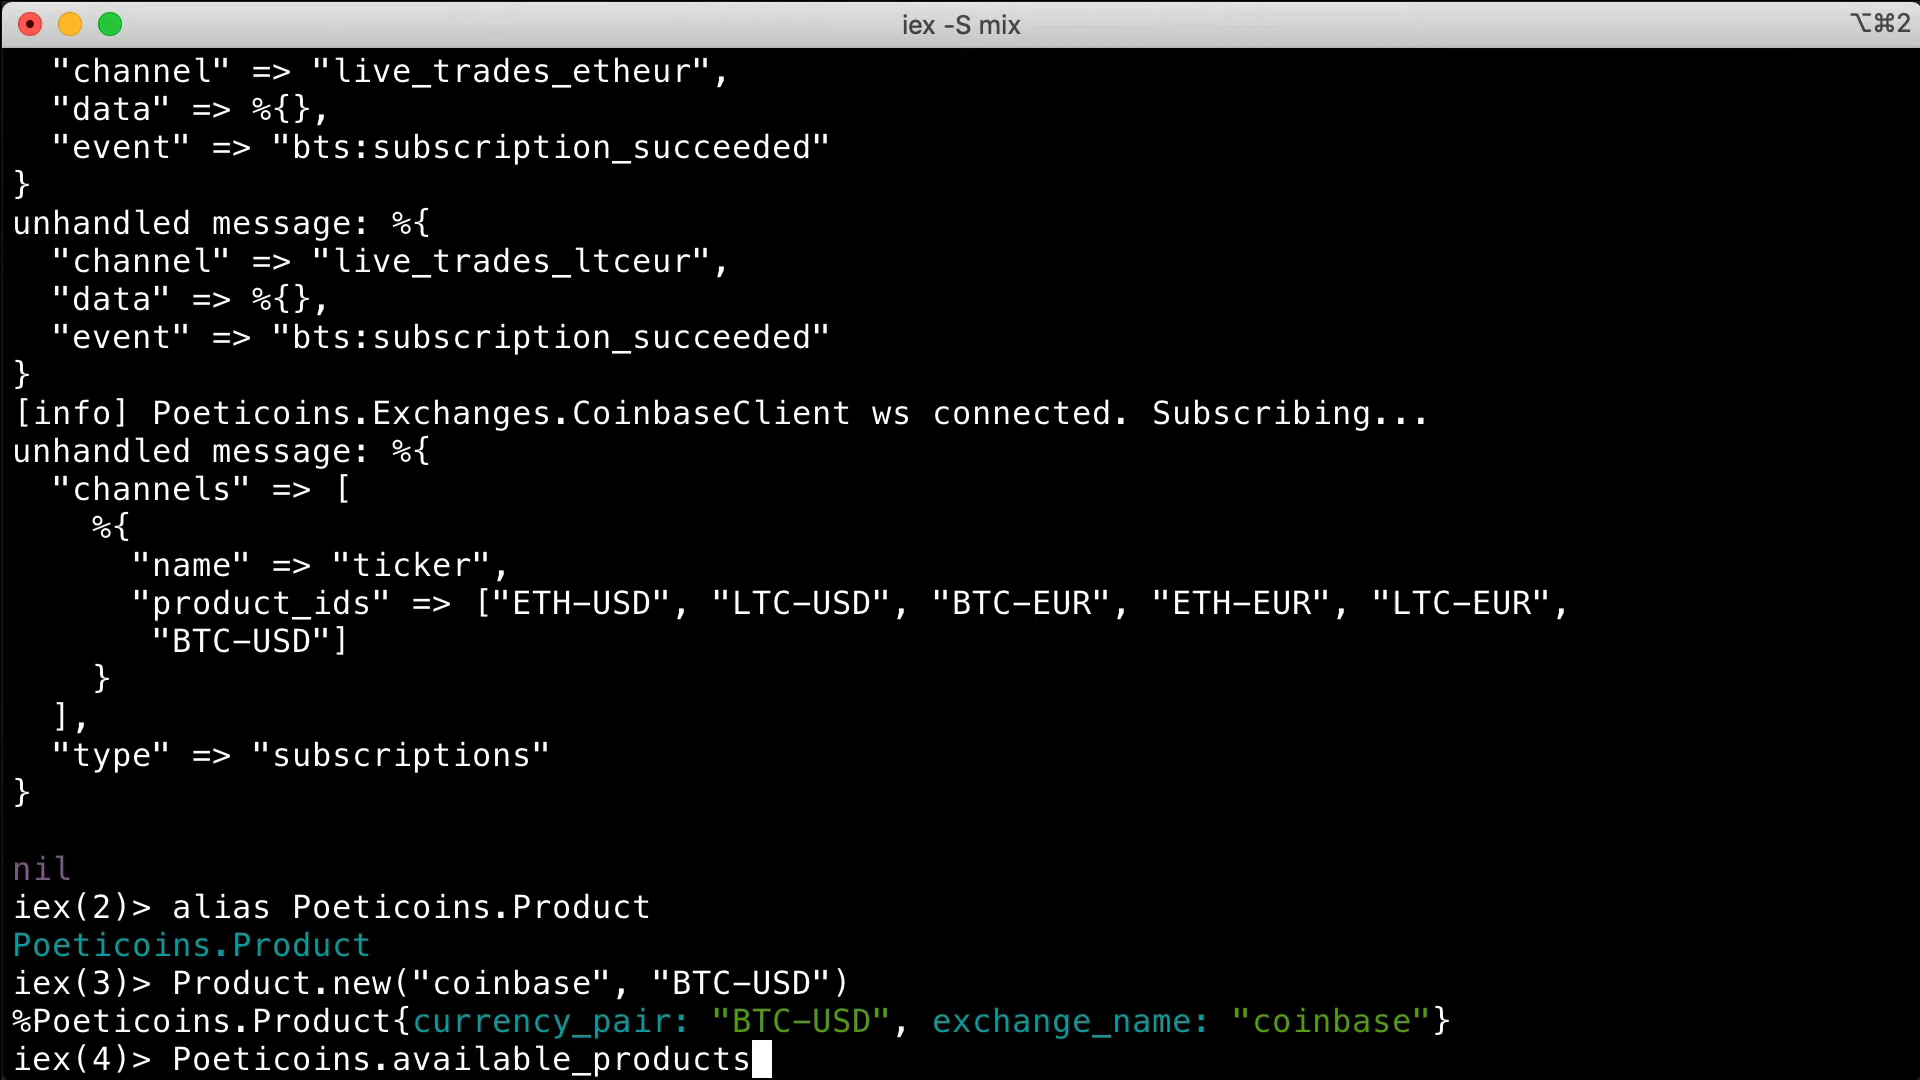 iex -S mix
⌥⌘2
"channel" => "live_trades_etheur",
"data" => %{},
"event" => "bts:subscription_succeeded"
}
unhandled message: %{
"channel" => "live_trades_ltceur",
"data" => %{},
"event" => "bts:subscription_succeeded"
}
[info] Poeticoins.Exchanges.CoinbaseClient ws connected. Subscribing...
unhandled message: %{
"channels" => [
%{
"name" => "ticker",
"product_ids" => ["ETH-USD", "LTC-USD", "BTC-EUR", "ETH-EUR", "LTC-EUR",
"BTC-USD"]
}
],
"type" => "subscriptions"
}
nil
iex(2)> alias Poeticoins.Product
Poeticoins.Product
iex(3)> Product.new("coinbase", "BTC-USD")
%Poeticoins.Product{currency_pair: "BTC-USD", exchange_name: "coinbase"}
iex(4)> Poeticoins.available_products